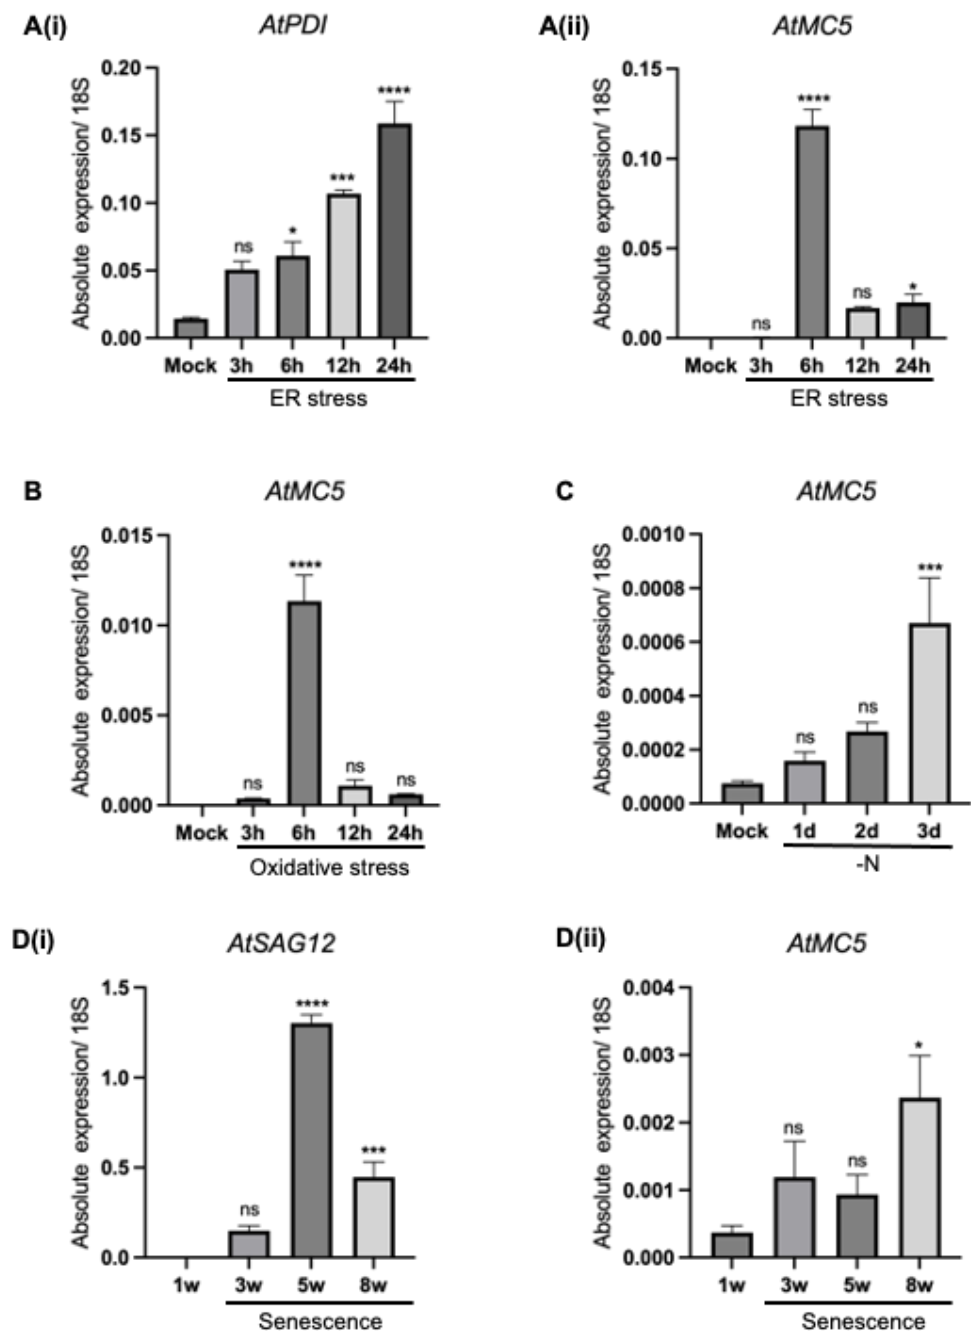 A(i)
AtPDI
Absolute expression/ 18S
0.20
0.15
0.10
0.05
0.00
ns
*
***
****
Mock 3h 6h 12h 24h
ER stress
A(ii)
AtMC5
Absolute expression/ 18S
0.15
0.10
0.05
0.00
ns
****
ns
*
Mock 3h 6h 12h 24h
ER stress
B
AtMC5
Absolute expression/ 18S
0.015
0.010
0.005
0.000
ns
****
ns
ns
Mock 3h 6h 12h 24h
Oxidative stress
C
AtMC5
Absolute expression/ 18S
0.0010
0.0008
0.0006
0.0004
0.0002
0.0000
ns
ns
***
Mock 1d 2d 3d
-N
D(i)
AtSAG12
Absolute expression/ 18S
1.5
1.0
0.5
0.0
ns
****
***
1w 3w 5w 8w
Senescence
D(ii)
AtMC5
Absolute expression/ 18S
0.004
0.003
0.002
0.001
0.000
ns
ns
*
1w 3w 5w 8w
Senescence